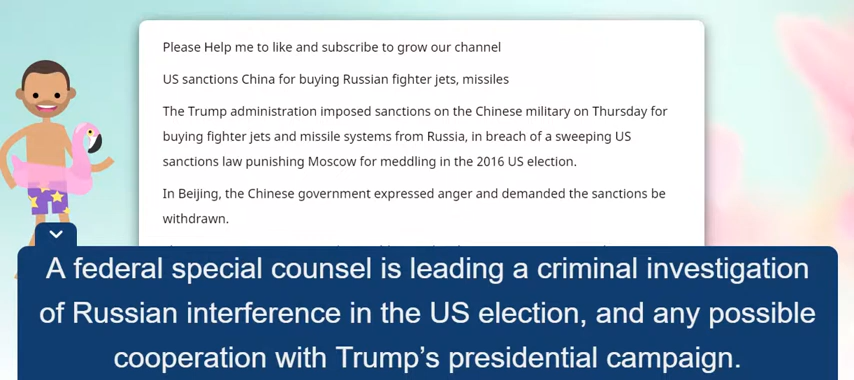 Please Help me to like and subscribe to grow our channel
US sanctions China for buying Russian fighter jets, missiles
The Trump administration imposed sanctions on the Chinese military on Thursday for
buying fighter jets and missile systems from Russia, in breach of a sweeping US
sanctions law punishing Moscow for meddling in the 2016 US election.
In Beijing, the Chinese government expressed anger and demanded the sanctions be
withdrawn.
A federal special counsel is leading a criminal investigation
of Russian interference in the US election, and any possible
cooperation with Trump’s presidential campaign.